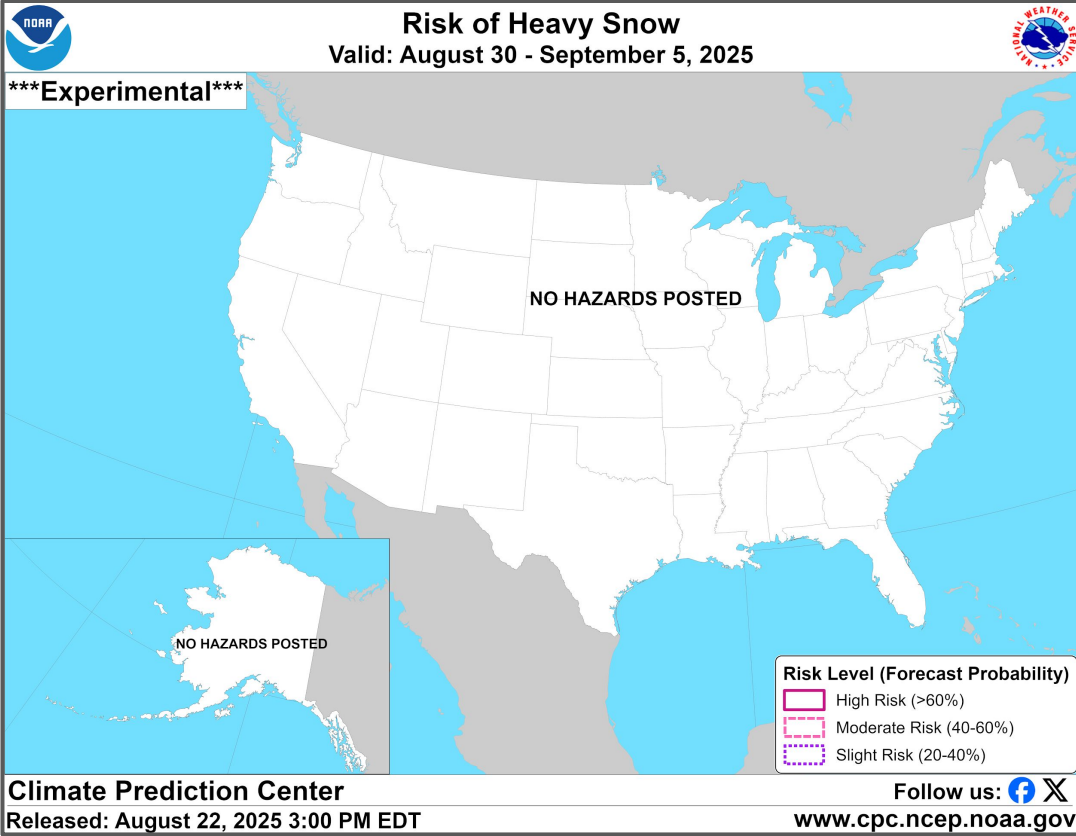 NOAA
Risk of Heavy Snow
Valid: August 30 - September 5, 2025
NATIONAL WEATHER SERVICE
***Experimental***
NO HAZARDS POSTED
NO HAZARDS POSTED
Risk Level (Forecast Probability)
High Risk (>60%)
Moderate Risk (40-60%)
Slight Risk (20-40%)
Climate Prediction Center
Follow us:
Released: August 22, 2025 3:00 PM EDT
www.cpc.ncep.noaa.gov